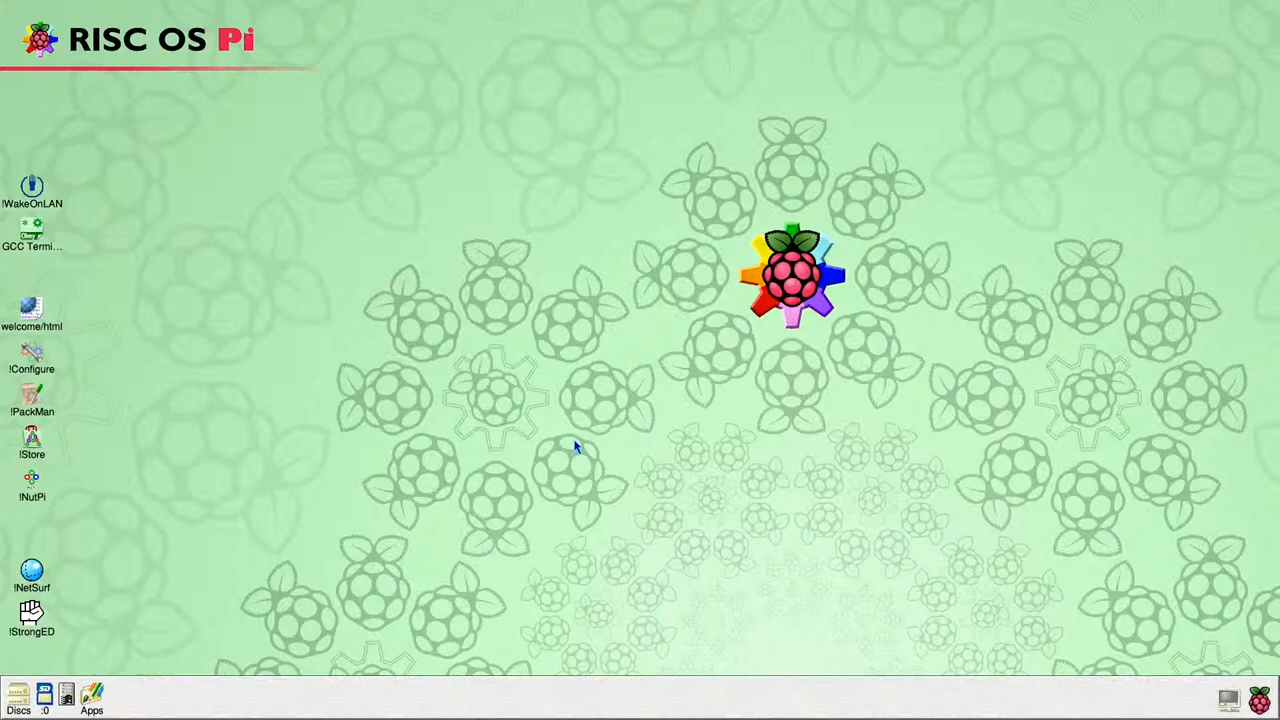 RISC OS Pi
!WakeOnLAN
GCC Termi...
welcome/html
!Configure
!PackMan
!Store
!NutPi
!NetSurf
!StrongED
Discs
:0
Apps